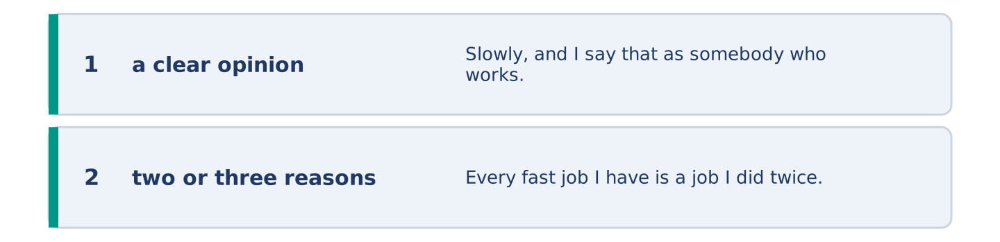 1 a clear opinion Slowly, and I say that as somebody who
works.
2 two or three reasons Every fast job I have is a job I did twice.